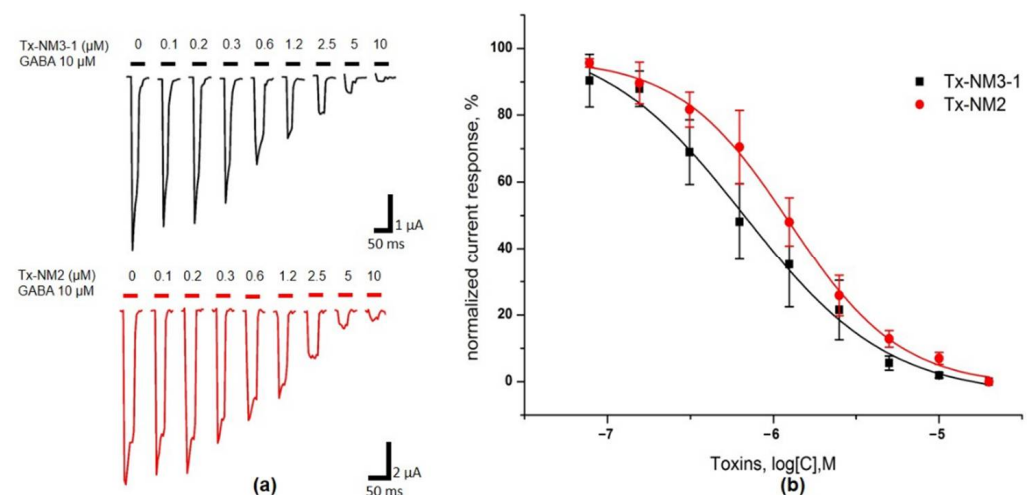 Tx-NM3-1 (μM) 0 0.1 0.2 0.3 0.6 1.2 2.5 5 10
GABA 10 μM
1 μA
50 ms
Tx-NM2 (μM) 0 0.1 0.2 0.3 0.6 1.2 2.5 5 10
GABA 10 μM
2 μA
50 ms
(a)
normalized current response, %
100
80
60
40
20
0
Tx-NM3-1
Tx-NM2
−7 −6 −5
Toxins, log[C],M
(b)